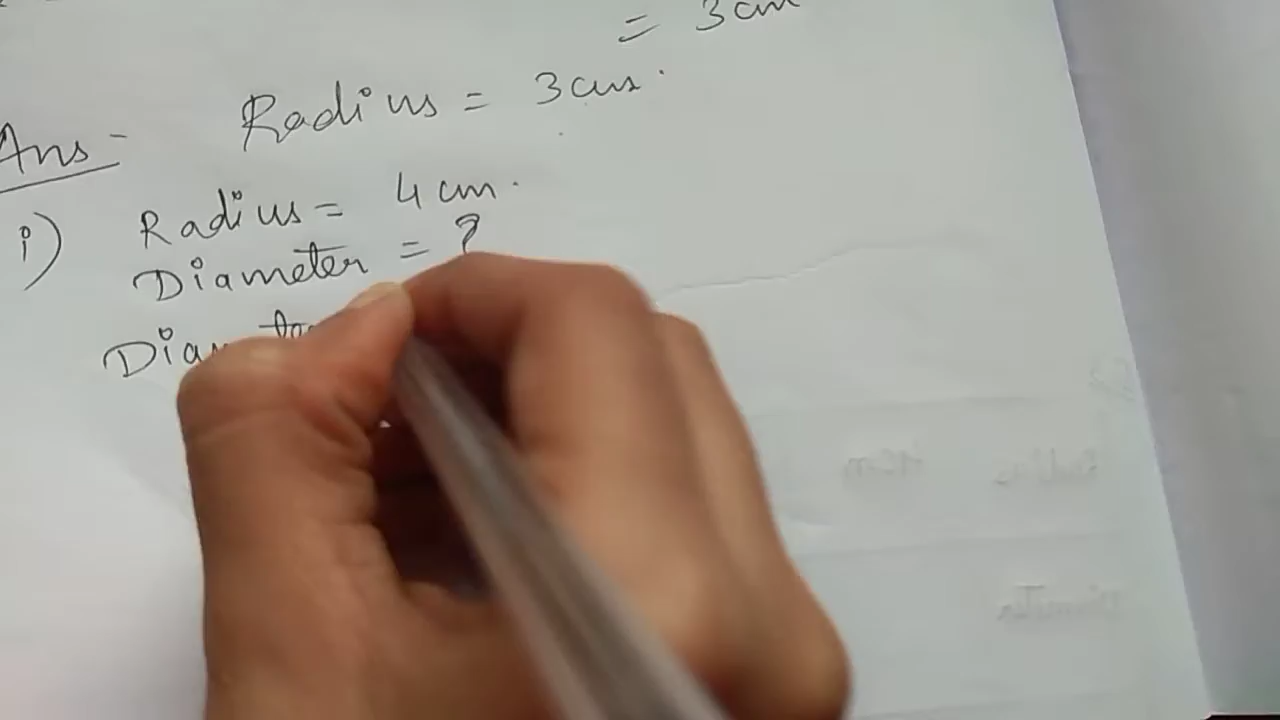 = 3cm
Radius = 3cm.
Ans -
i) Radius = 4 cm.
Diameter = ?